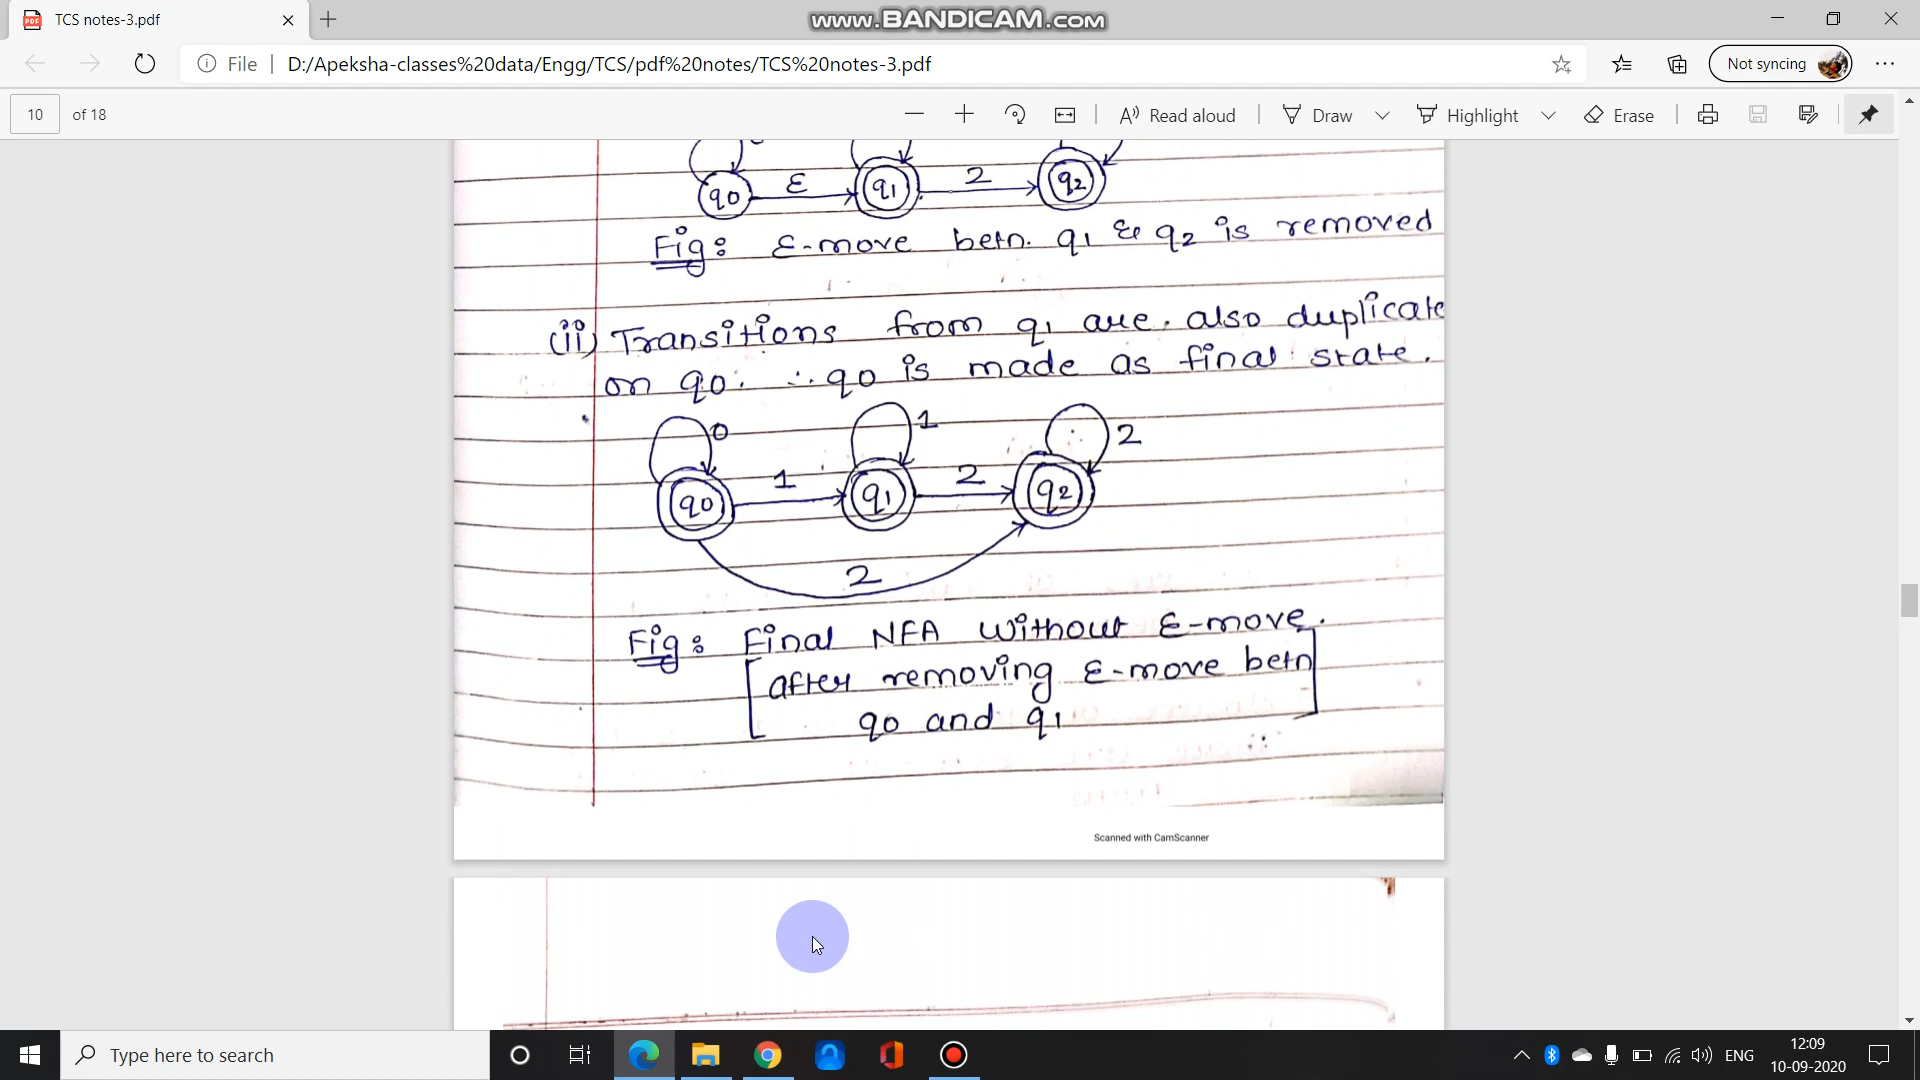 TCS notes-3.pdf
www.BANDICAM.com
File
D:/Apeksha-classes%20data/Engg/TCS/pdf%20notes/TCS%20notes-3.pdf
Not syncing
10 of 18
Read aloud
Draw
Highlight
Erase
q0 ε q1 2 q2
Fig: ε-move betn. q1 & q2 is removed
(ii) Transitions from q1 are also duplicate
on q0. ∴ q0 is made as final state.
0 1 2
q0 1 q1 2 q2
2
Fig: Final NFA without ε-move.
[after removing ε-move betn
q0 and q1]
Scanned with CamScanner
Type here to search
ENG
12:09
10-09-2020